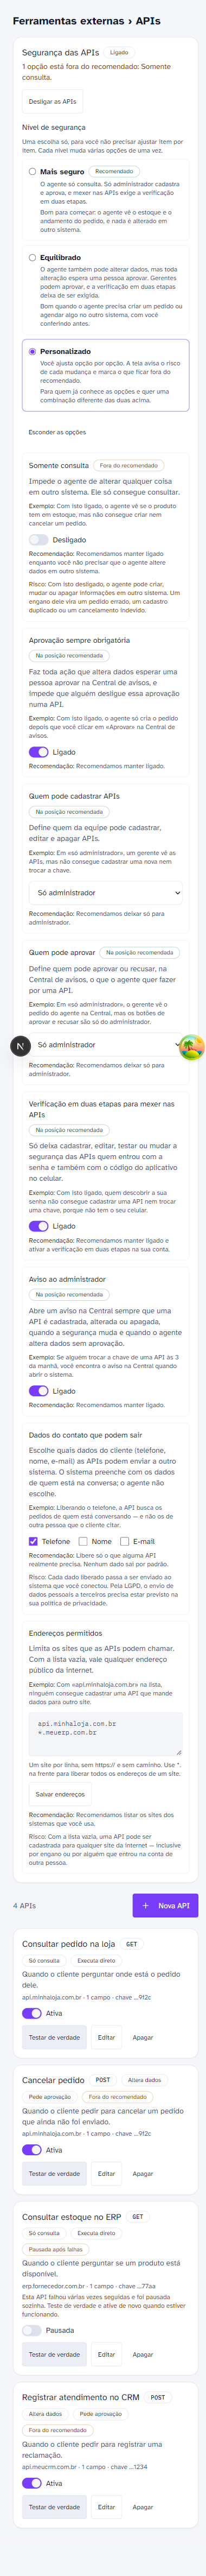 Ferramentas externas › APIs
Segurança das APIs
Ligado
1 opção está fora do recomendado: Somente
consulta.
Desligar as APIs
Nível de segurança
Uma escolha só, para você não precisar ajustar item por
item. Cada nível muda várias opções de uma vez.
Mais seguro
Recomendado
O agente só consulta. Só administrador cadastra
e aprova, e mexer nas APIs exige a verificação
em duas etapas.
Bom para começar: o agente vê o estoque e o
andamento do pedido, e nada é alterado em
outro sistema.
Equilibrado
O agente também pode alterar dados, mas toda
alteração espera uma pessoa aprovar. Gerentes
podem aprovar, e a verificação em duas etapas
deixa de ser exigida.
Bom quando o agente precisa criar um pedido ou
agendar algo no outro sistema, com você
conferindo antes.
Personalizado
Você ajusta opção por opção. A tela avisa o risco
de cada mudança e marca o que ficar fora do
recomendado.
Para quem já conhece as opções e quer uma
combinação diferente das duas acima.
Esconder as opções
Somente consulta
Fora do recomendado
Impede o agente de alterar qualquer coisa
em outro sistema. Ele só consegue consultar.
Exemplo: Com isto ligado, o agente vê se o produto
tem em estoque, mas não consegue criar nem
cancelar um pedido.
Desligado
Recomendação: Recomendamos manter ligado
enquanto você não precisar que o agente altere
dados em outro sistema.
Risco: Com isto desligado, o agente pode criar,
mudar ou apagar informações em outro sistema. Um
engano dele vira um pedido errado, um cadastro
duplicado ou um cancelamento indevido.
Aprovação sempre obrigatória
Na posição recomendada
Faz toda ação que altera dados esperar uma
pessoa aprovar na Central de avisos, e
impede que alguém desligue essa aprovação
numa API.
Exemplo: Com isto ligado, o agente só cria o pedido
depois que você clicar em «Aprovar» na Central de
avisos.
Ligado
Recomendação: Recomendamos manter ligado.
Quem pode cadastrar APIs
Na posição recomendada
Define quem da equipe pode cadastrar,
editar e apagar APIs.
Exemplo: Em «só administrador», um gerente vê as
APIs, mas não consegue cadastrar uma nova nem
trocar a chave.
Só administrador
Recomendação: Recomendamos deixar só para
administrador.
Quem pode aprovar
Na posição recomendada
Define quem pode aprovar ou recusar, na
Central de avisos, o que o agente quer fazer
por uma API.
Exemplo: Em «só administrador», o gerente vê o
pedido do agente na Central, mas os botões de
aprovar e recusar são só do administrador.
Só administrador
Recomendação: Recomendamos deixar só para
administrador.
Verificação em duas etapas para mexer nas
APIs
Na posição recomendada
Só deixa cadastrar, editar, testar ou mudar a
segurança das APIs quem entrou com a
senha e também com o código do aplicativo
no celular.
Exemplo: Com isto ligado, quem descobrir a sua
senha não consegue cadastrar uma API nem trocar
uma chave, porque não tem o seu celular.
Ligado
Recomendação: Recomendamos manter ligado e
ativar a verificação em duas etapas na sua conta.
Aviso ao administrador
Na posição recomendada
Abre um aviso na Central sempre que uma
API é cadastrada, alterada ou apagada,
quando a segurança muda e quando o agente
altera dados sem aprovação.
Exemplo: Se alguém trocar a chave de uma API às 3
da manhã, você encontra o aviso na Central quando
abrir o sistema.
Ligado
Recomendação: Recomendamos manter ligado.
Dados do contato que podem sair
Escolhe quais dados do cliente (telefone,
nome, e-mail) as APIs podem enviar a outro
sistema. O sistema preenche com os dados
de quem está na conversa; o agente não
escolhe.
Exemplo: Liberando o telefone, a API busca os
pedidos de quem está conversando — e não os de
outra pessoa que o cliente citar.
Telefone
Nome
E-mail
Recomendação: Libere só o que alguma API
realmente precisa. Nenhum dado sai por padrão.
Risco: Cada dado liberado passa a ser enviado ao
sistema que você conectou. Pela LGPD, o envio de
dados pessoais a terceiros precisa estar previsto na
sua política de privacidade.
Endereços permitidos
Limita os sites que as APIs podem chamar.
Com a lista vazia, vale qualquer endereço
público da internet.
Exemplo: Com «api.minhaloja.com.br» na lista,
ninguém consegue cadastrar uma API que mande
dados para outro site.
api.minhaloja.com.br
*.meuerp.com.br
Um site por linha, sem https:// e sem caminho. Use *.
na frente para liberar todos os endereços de um site.
Salvar endereços
Recomendação: Recomendamos listar os sites dos
sistemas que você usa.
Risco: Com a lista vazia, uma API pode ser
cadastrada para qualquer site da internet — inclusive
por engano ou por alguém que entrou na conta de
outra pessoa.
4 APIs
+ Nova API
Consultar pedido na loja
GET
Só consulta
Executa direto
Quando o cliente perguntar onde está o pedido
dele.
api.minhaloja.com.br · 1 campo · chave …9f2c
Ativa
Testar de verdade
Editar
Apagar
Cancelar pedido
POST
Altera dados
Pede aprovação
Fora do recomendado
Quando o cliente pedir para cancelar um pedido
que ainda não foi enviado.
api.minhaloja.com.br · 1 campo · chave …9f2c
Ativa
Testar de verdade
Editar
Apagar
Consultar estoque no ERP
GET
Só consulta
Executa direto
Pausada após falhas
Quando o cliente perguntar se um produto está
disponível.
erp.fornecedor.com.br · 1 campo · chave …77aa
Esta API falhou várias vezes seguidas e foi pausada
sozinha. Teste de verdade e ative de novo quando estiver
funcionando.
Pausada
Testar de verdade
Editar
Apagar
Registrar atendimento no CRM
POST
Altera dados
Pede aprovação
Fora do recomendado
Quando o cliente pedir para registrar uma
reclamação.
api.meucrm.com.br · 1 campo · chave …1234
Ativa
Testar de verdade
Editar
Apagar